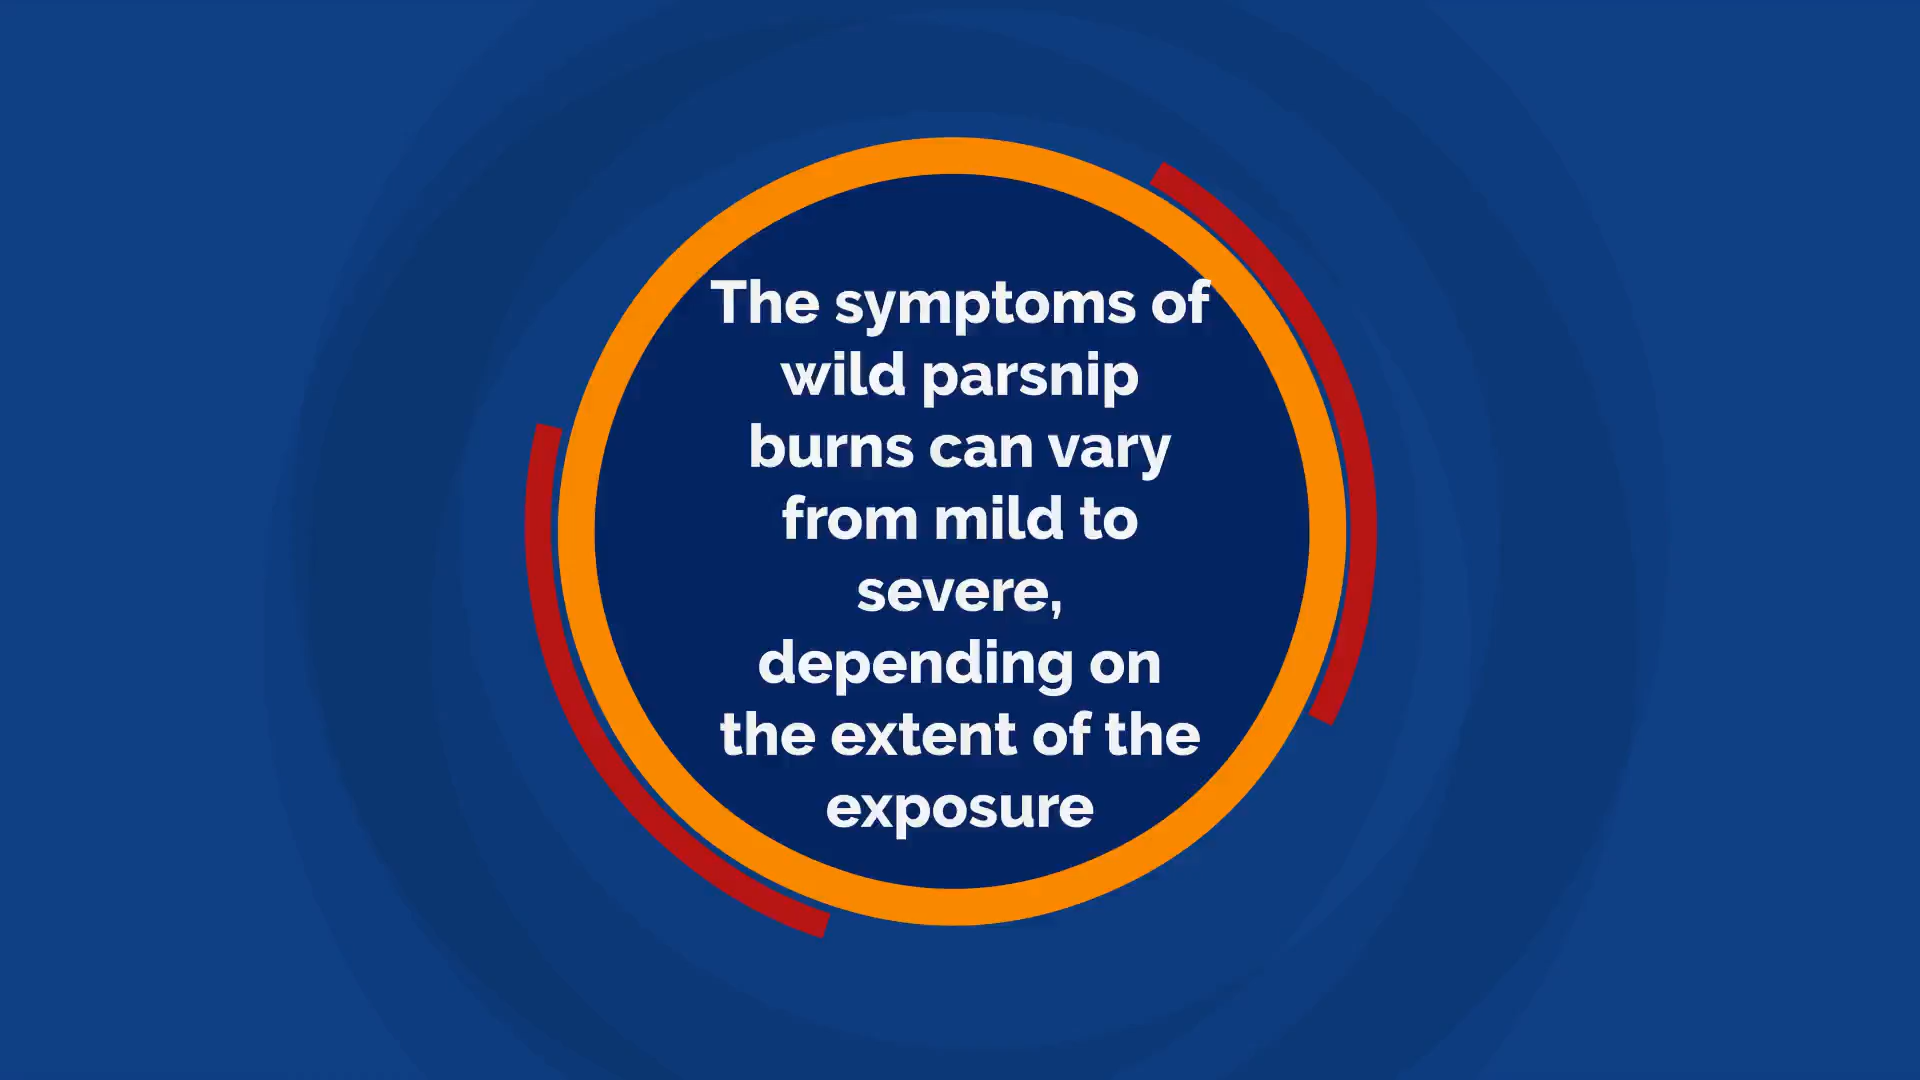 The symptoms of
wild parsnip
burns can vary
from mild to
severe,
depending on
the extent of the
exposure